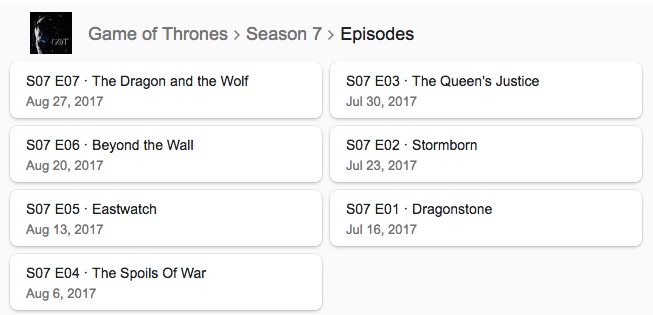 Game of Thrones > Season 7 > Episodes
S07 E07 · The Dragon and the Wolf
Aug 27, 2017
S07 E06 · Beyond the Wall
Aug 20, 2017
S07 E05 · Eastwatch
Aug 13, 2017
S07 E04 · The Spoils Of War
Aug 6, 2017
S07 E03 · The Queen's Justice
Jul 30, 2017
S07 E02 · Stormborn
Jul 23, 2017
S07 E01 · Dragonstone
Jul 16, 2017